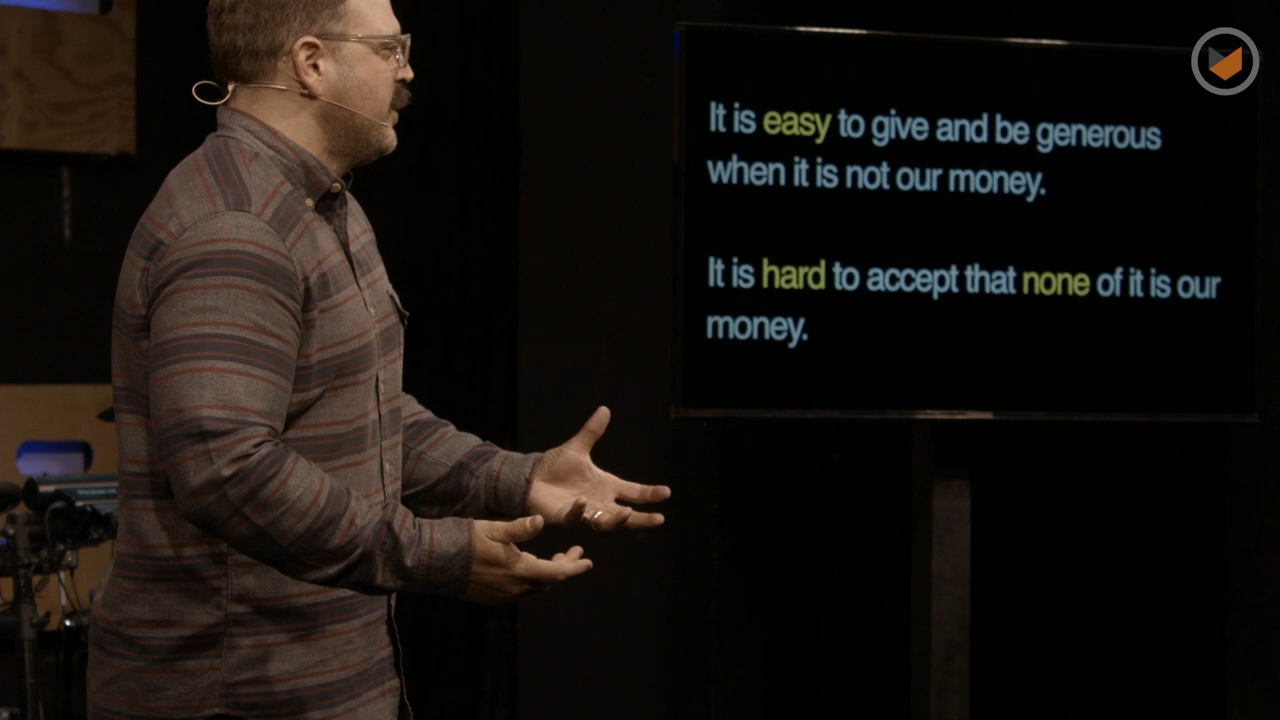 It is easy to give and be generous
when it is not our money.
It is hard to accept that none of it is our
money.